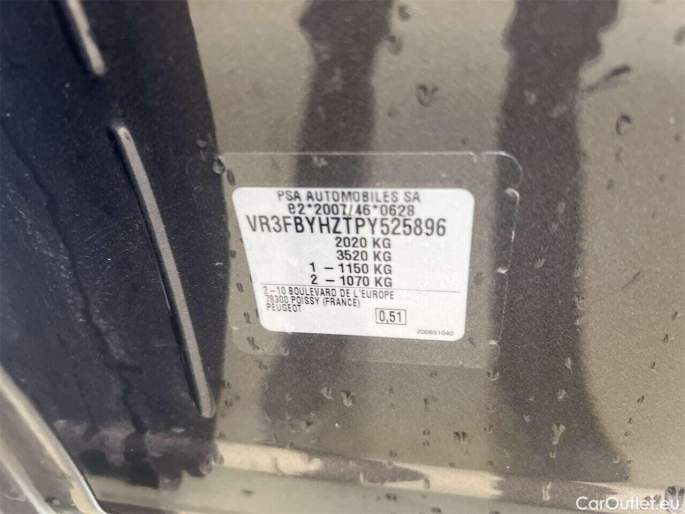 PSA AUTOMOBILES SA
e2*2007/46*0628
VR3FBYHZTPY525896
2020 KG
3520 KG
1 - 1150 KG
2 - 1070 KG
2-10 BOULEVARD DE L'EUROPE
78300 POISSY (FRANCE)
PEUGEOT
0,51
200651040
CarOutlet.eu